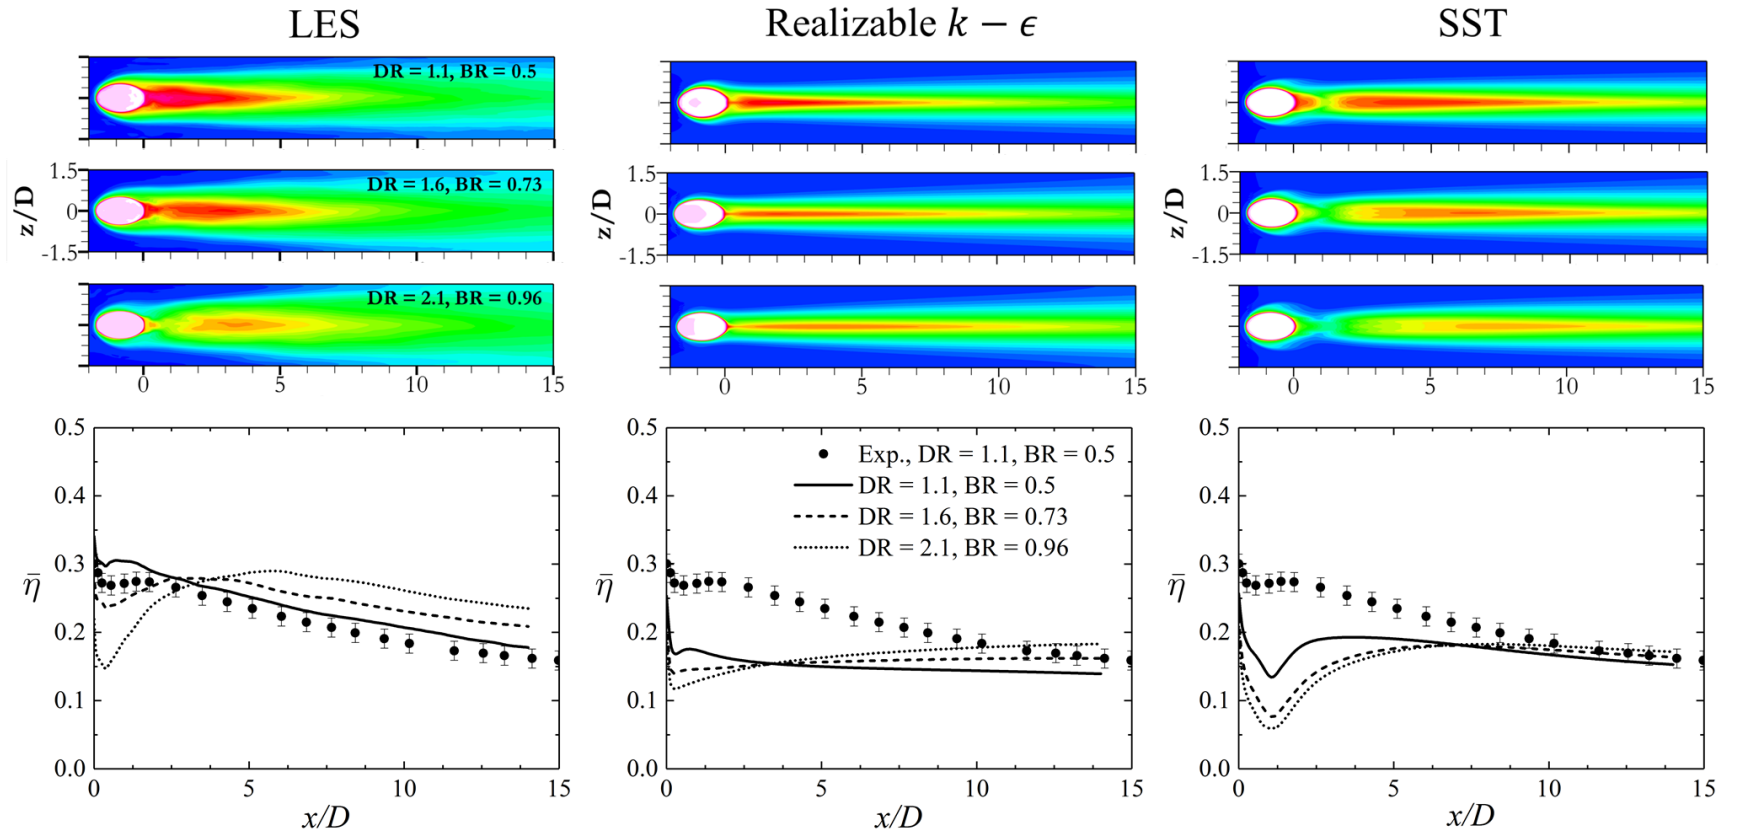 LES
Realizable k − ϵ
SST
DR = 1.1, BR = 0.5
z/D
1.5
0
-1.5
DR = 1.6, BR = 0.73
z/D
1.5
0
-1.5
z/D
1.5
0
-1.5
DR = 2.1, BR = 0.96
0 5 10 15
0 5 10 15
0 5 10 15
η̄
0.5
0.4
0.3
0.2
0.1
0.0
0 5 10 15
x/D
η̄
0.5
0.4
0.3
0.2
0.1
0.0
Exp., DR = 1.1, BR = 0.5
DR = 1.1, BR = 0.5
DR = 1.6, BR = 0.73
DR = 2.1, BR = 0.96
0 5 10 15
x/D
η̄
0.5
0.4
0.3
0.2
0.1
0.0
0 5 10 15
x/D